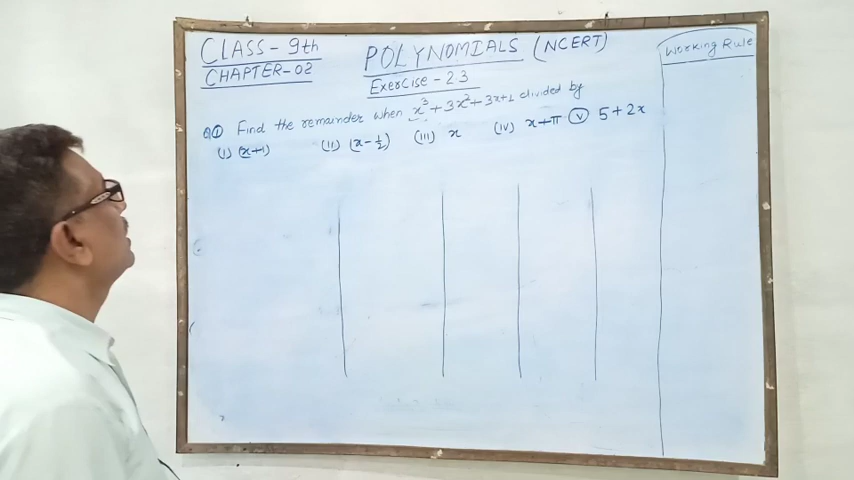 CLASS - 9th
CHAPTER-02
POLYNOMIALS (NCERT)
Exercise - 2.3
Working Rule
Q① Find the remainder when x³ + 3x² + 3x + 1 divided by
(i) (x+1) (ii) (x - 1/2) (iii) x (iv) x + π (v) 5 + 2x